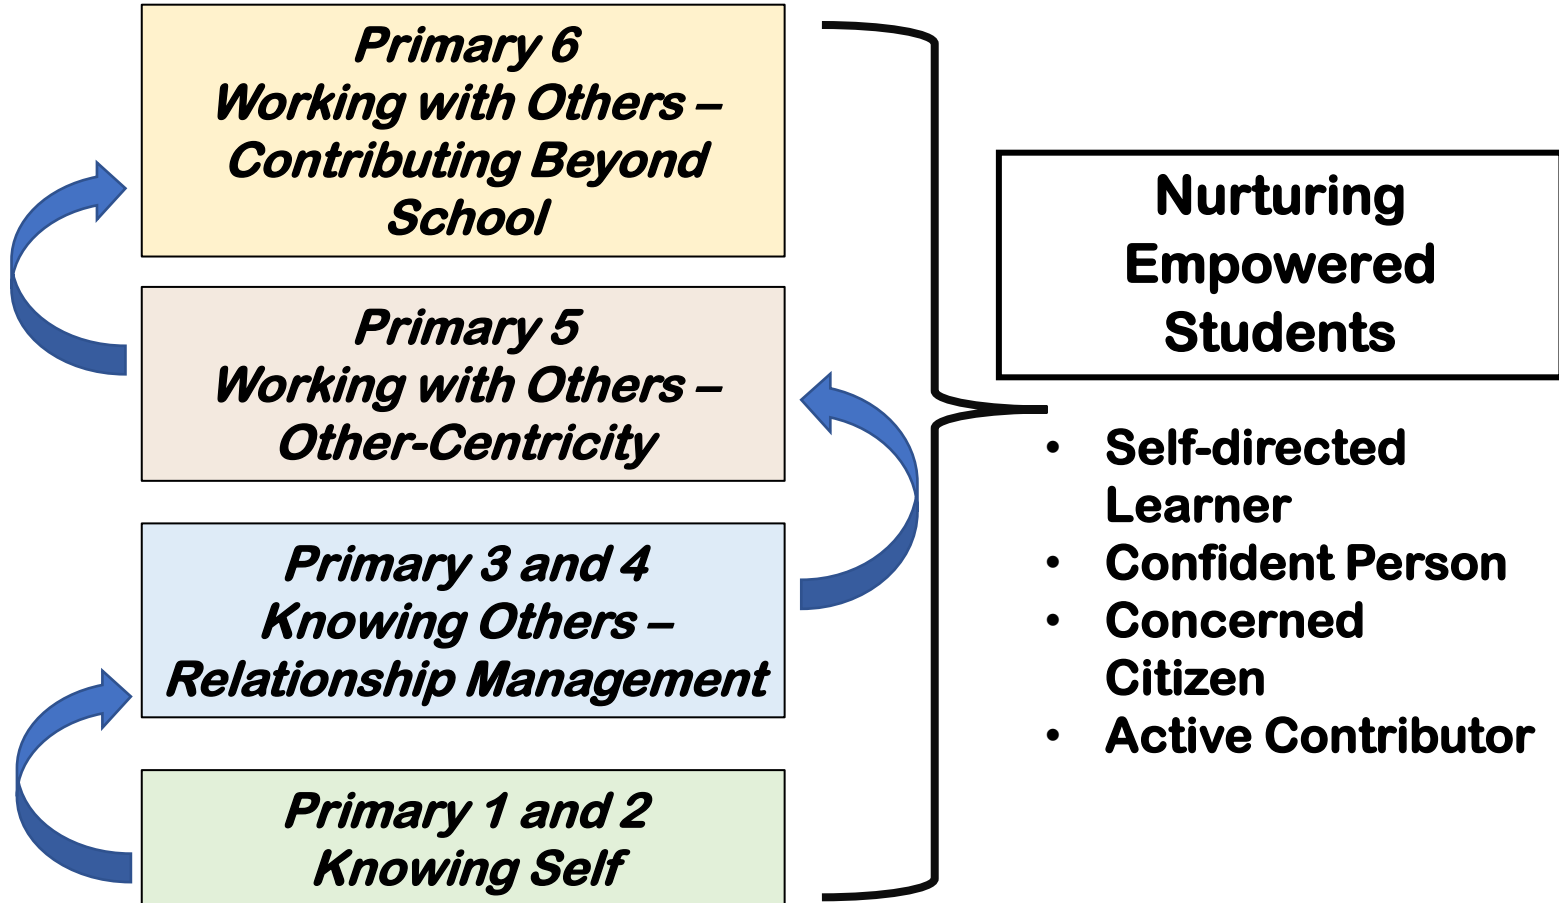 Primary 6
Working with Others –
Contributing Beyond
School
Primary 5
Working with Others –
Other-Centricity
Primary 3 and 4
Knowing Others –
Relationship Management
Primary 1 and 2
Knowing Self
Nurturing
Empowered
Students
• Self-directed
Learner
• Confident Person
• Concerned
Citizen
• Active Contributor